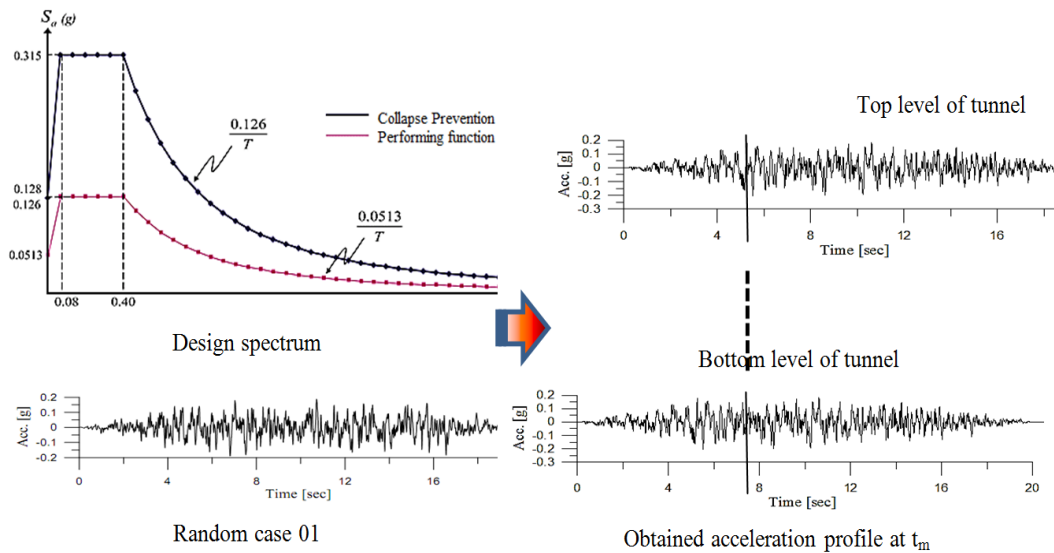 Sa (g)
0.315
0.128
0.126
0.0513
0.08
0.40
0.126
T
0.0513
T
Collapse Prevention
Performing function
Design spectrum
Acc. [g]
0.2
0.1
0
-0.1
-0.2
0
4
8
12
16
Time [sec]
Random case 01
Top level of tunnel
Acc. [g]
0.2
0.1
0
-0.1
-0.2
-0.3
0
4
8
12
16
Time [sec]
Bottom level of tunnel
Acc. [g]
0.2
0.1
0
-0.1
-0.2
-0.3
0
4
8
12
16
20
Time [sec]
Obtained acceleration profile at tm